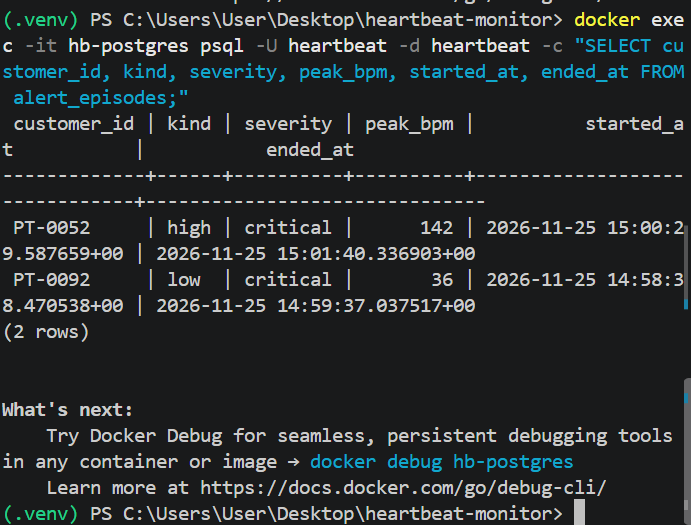 (.venv) PS C:\Users\User\Desktop\heartbeat-monitor> docker exe
c -it hb-postgres psql -U heartbeat -d heartbeat -c "SELECT cu
stomer_id, kind, severity, peak_bpm, started_at, ended_at FROM
 alert_episodes;"
 customer_id | kind | severity | peak_bpm |          started_a
t          |          ended_at
-------------+------+----------+----------+-------------------
------------+-------------------------------
 PT-0052     | high | critical |      142 | 2026-11-25 15:00:2
9.587659+00 | 2026-11-25 15:01:40.336903+00
 PT-0092     | low  | critical |       36 | 2026-11-25 14:58:3
8.470538+00 | 2026-11-25 14:59:37.037517+00
(2 rows)
What's next:
    Try Docker Debug for seamless, persistent debugging tools
in any container or image → docker debug hb-postgres
    Learn more at https://docs.docker.com/go/debug-cli/
(.venv) PS C:\Users\User\Desktop\heartbeat-monitor>